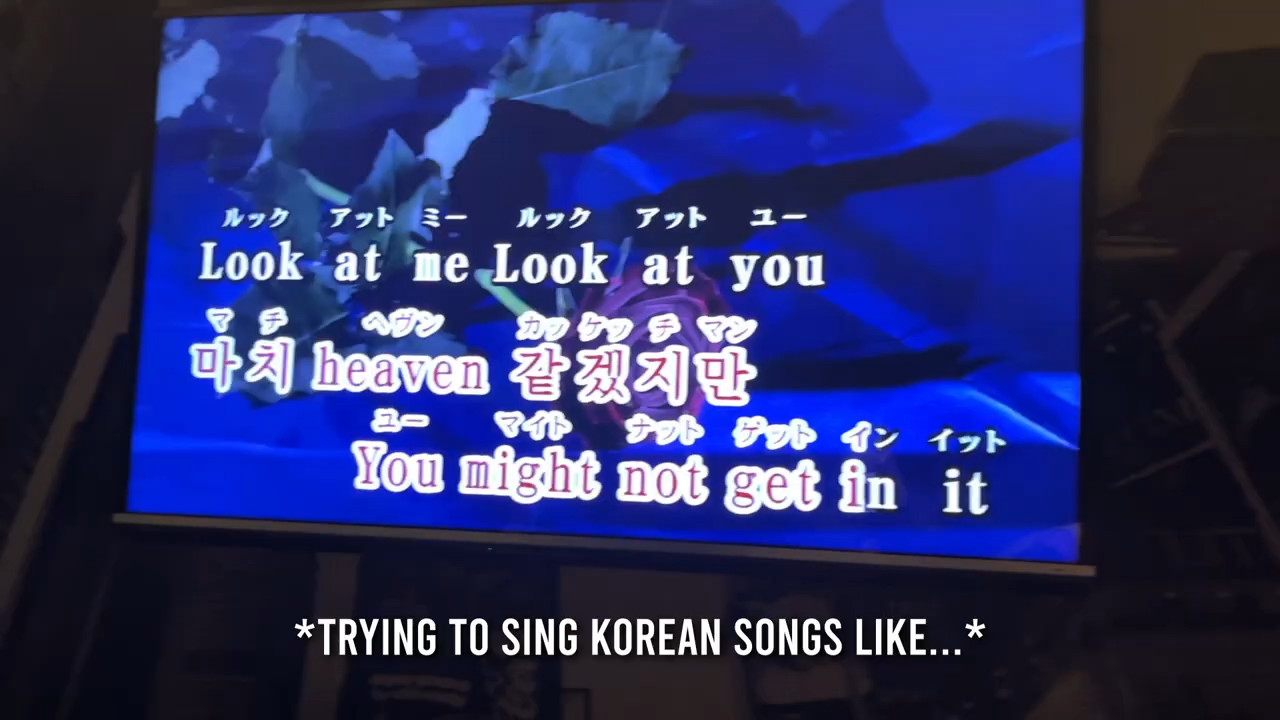 ルック アット ミー ルック アット ユー
Look at me Look at you
マ チ ヘヴン カッ ケッ チ マン
마치 heaven 같겠지만
ユー マイト ナット ゲット イン イット
You might not get in it
*TRYING TO SING KOREAN SONGS LIKE...*